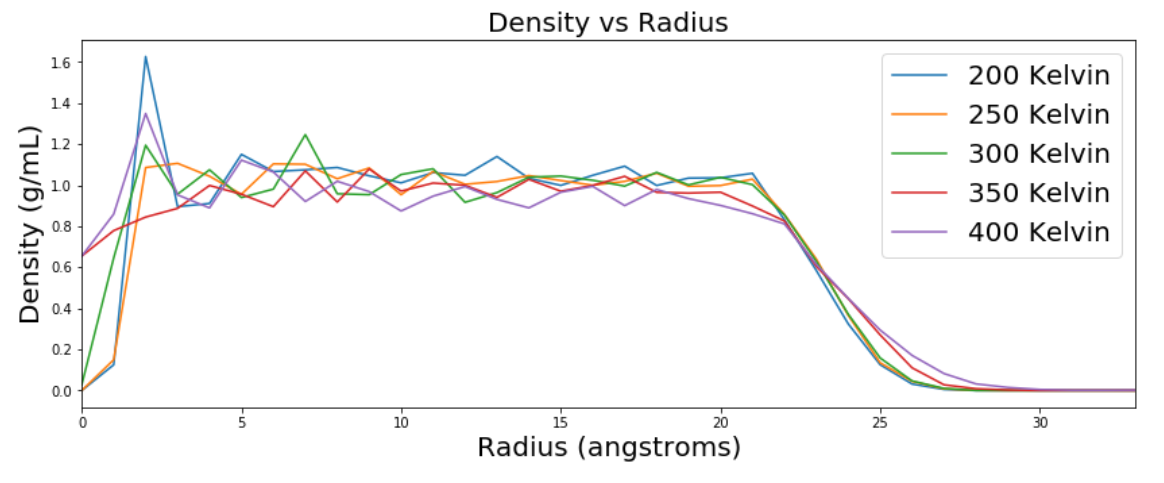 Density vs Radius
Density (g/mL)
1.6
1.4
1.2
1.0
0.8
0.6
0.4
0.2
0.0
200 Kelvin
250 Kelvin
300 Kelvin
350 Kelvin
400 Kelvin
0 5 10 15 20 25 30
Radius (angstroms)